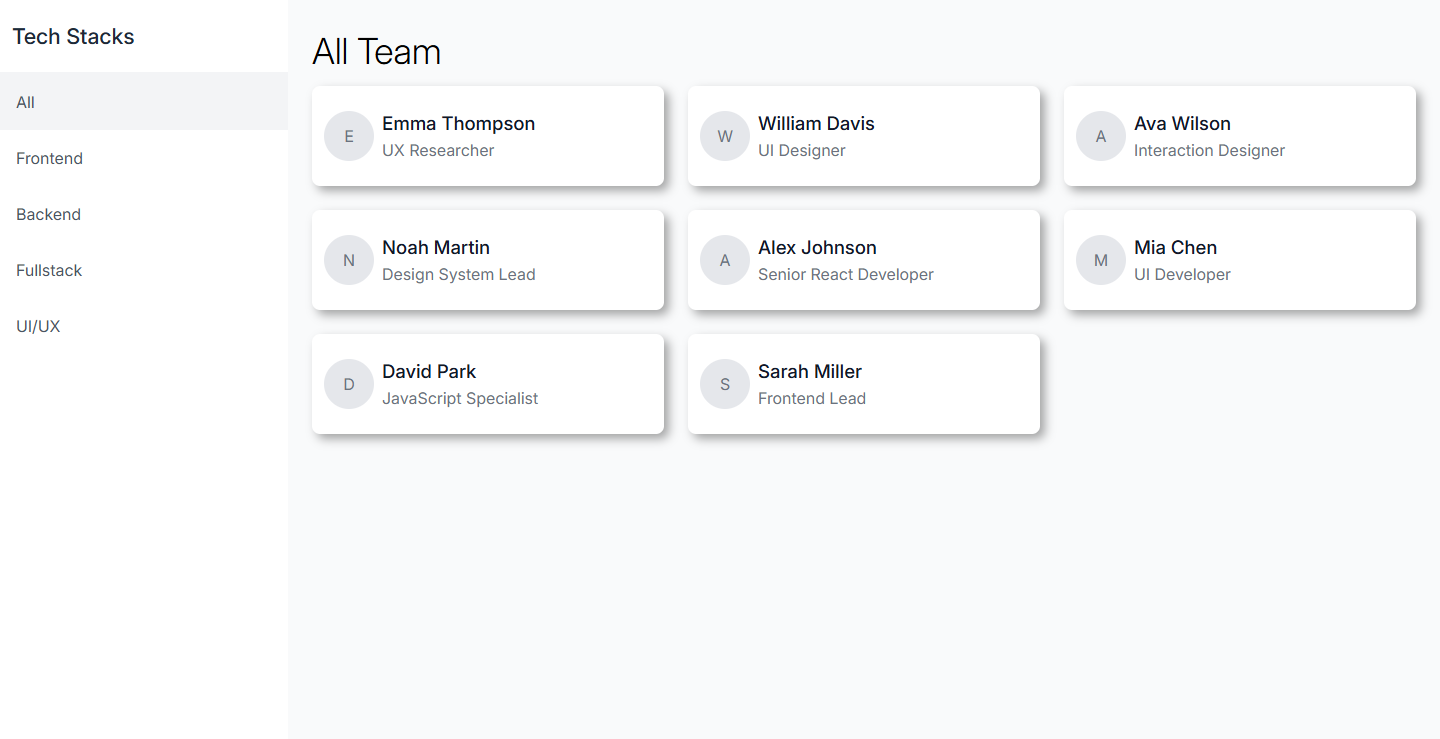 Tech Stacks
All
Frontend
Backend
Fullstack
UI/UX
All Team
E
Emma Thompson
UX Researcher
W
William Davis
UI Designer
A
Ava Wilson
Interaction Designer
N
Noah Martin
Design System Lead
A
Alex Johnson
Senior React Developer
M
Mia Chen
UI Developer
D
David Park
JavaScript Specialist
S
Sarah Miller
Frontend Lead